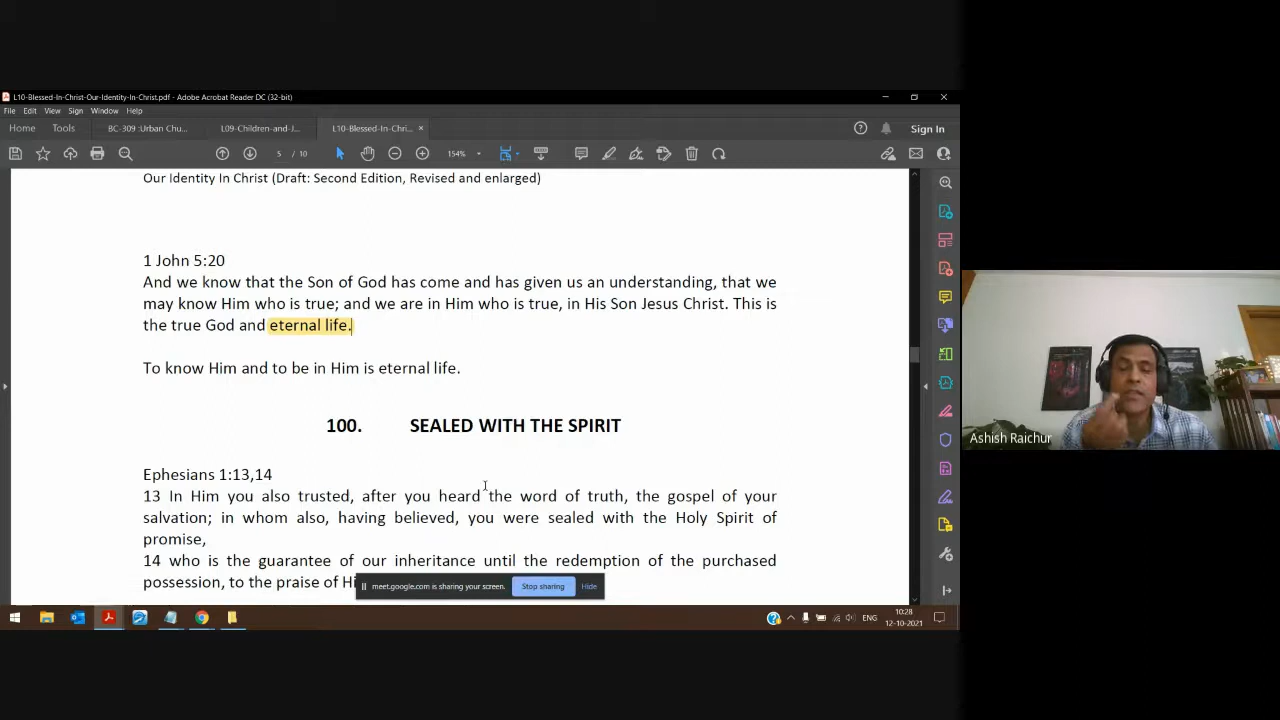 L10-Blessed-In-Christ-Our-Identity-In-Christ.pdf - Adobe Acrobat Reader DC (32-bit)
File Edit View Sign Window Help
Home Tools BC-309 :Urban Chu... L09-Children-and-J... L10-Blessed-In-Chri... × Sign In
5 / 10 154%
Our Identity In Christ (Draft: Second Edition, Revised and enlarged)
1 John 5:20
And we know that the Son of God has come and has given us an understanding, that we
may know Him who is true; and we are in Him who is true, in His Son Jesus Christ. This is
the true God and eternal life.
To know Him and to be in Him is eternal life.
100. SEALED WITH THE SPIRIT
Ephesians 1:13,14
13 In Him you also trusted, after you heard the word of truth, the gospel of your
salvation; in whom also, having believed, you were sealed with the Holy Spirit of
promise,
14 who is the guarantee of our inheritance until the redemption of the purchased
possession, to the praise of Hi
meet.google.com is sharing your screen. Stop sharing Hide
Ashish Raichur
ENG
10:28
12-10-2021